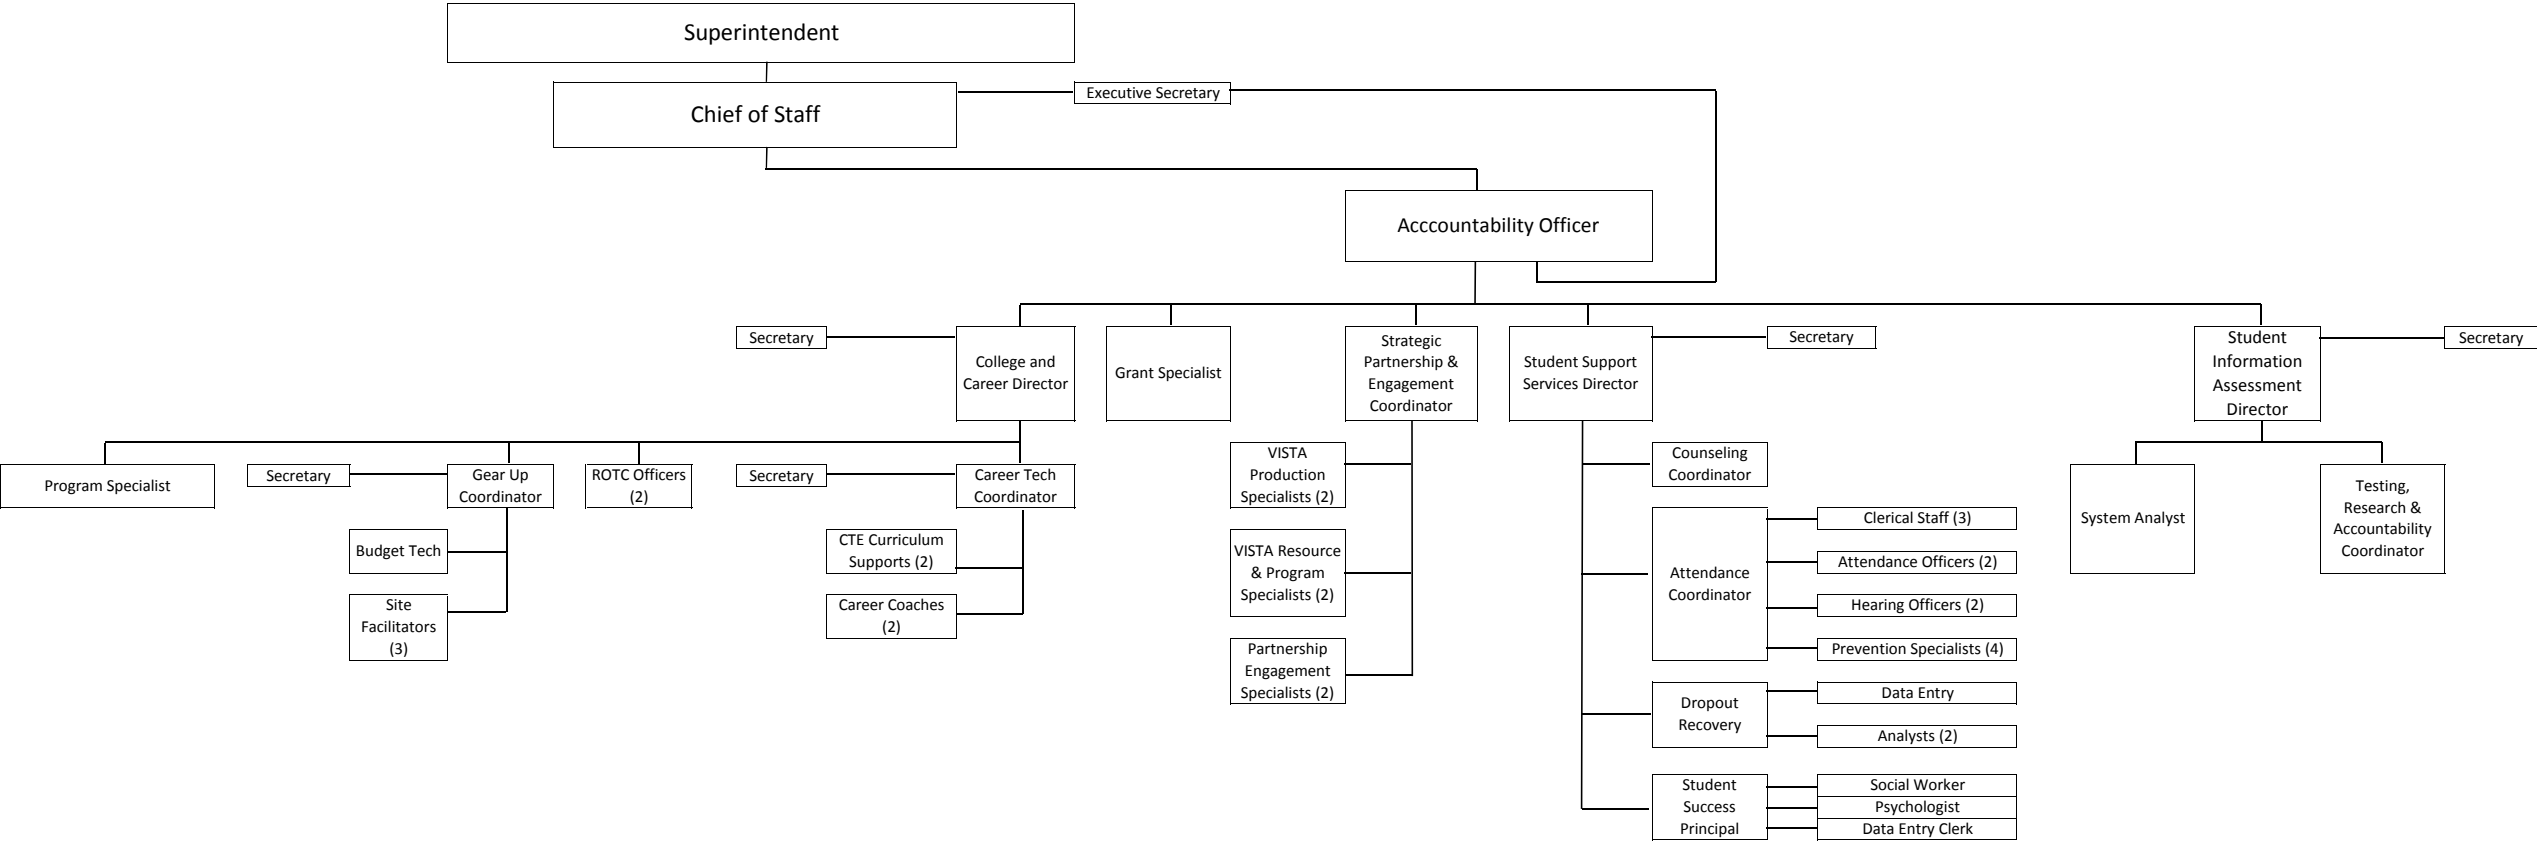 Superintendent
Chief of Staff
Executive Secretary
Acccountability Officer
Secretary
College and
Career Director
Grant Specialist
Strategic
Partnership &
Engagement
Coordinator
Student Support
Services Director
Secretary
Student
Information
Assessment
Director
Secretary
Program Specialist
Secretary
Gear Up
Coordinator
ROTC Officers
(2)
Secretary
Career Tech
Coordinator
Budget Tech
Site
Facilitators
(3)
CTE Curriculum
Supports (2)
Career Coaches
(2)
VISTA
Production
Specialists (2)
VISTA Resource
& Program
Specialists (2)
Partnership
Engagement
Specialists (2)
Counseling
Coordinator
Attendance
Coordinator
Clerical Staff (3)
Attendance Officers (2)
Hearing Officers (2)
Prevention Specialists (4)
Dropout
Recovery
Data Entry
Analysts (2)
Student
Success
Principal
Social Worker
Psychologist
Data Entry Clerk
System Analyst
Testing,
Research &
Accountability
Coordinator